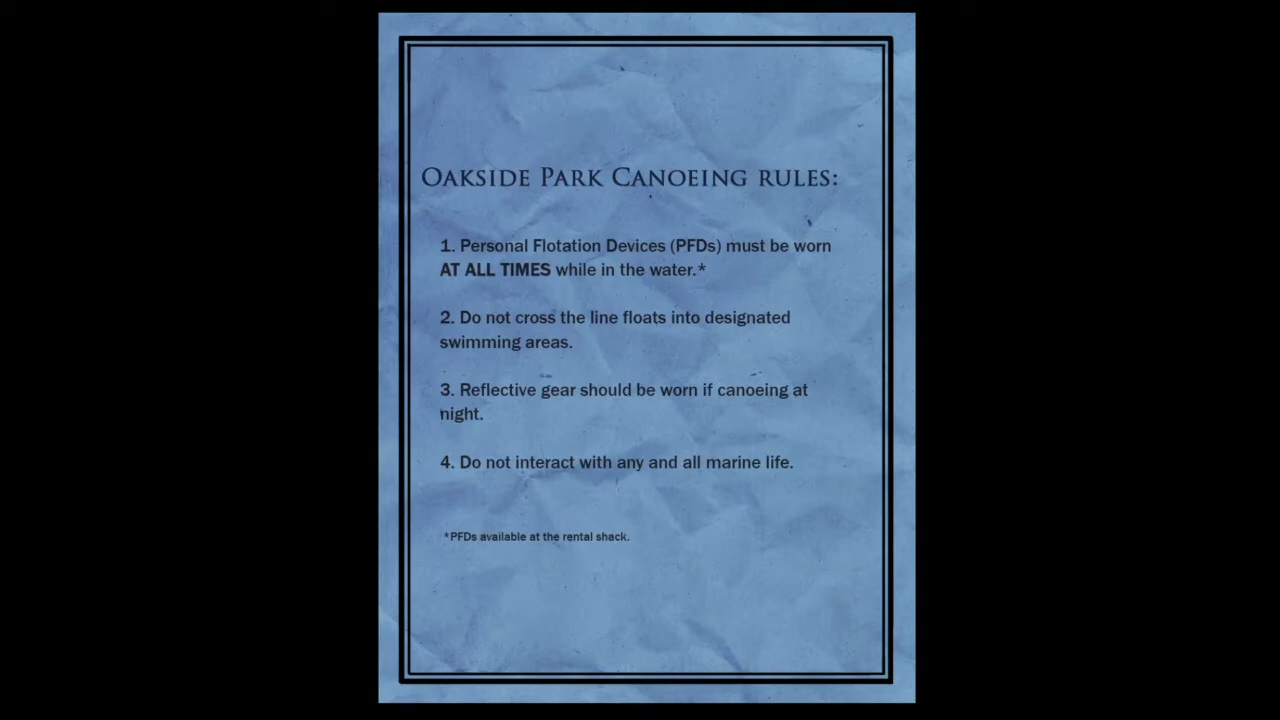 OAKSIDE PARK CANOEING RULES:
1. Personal Flotation Devices (PFDs) must be worn
AT ALL TIMES while in the water.*
2. Do not cross the line floats into designated
swimming areas.
3. Reflective gear should be worn if canoeing at
night.
4. Do not interact with any and all marine life.
*PFDs available at the rental shack.